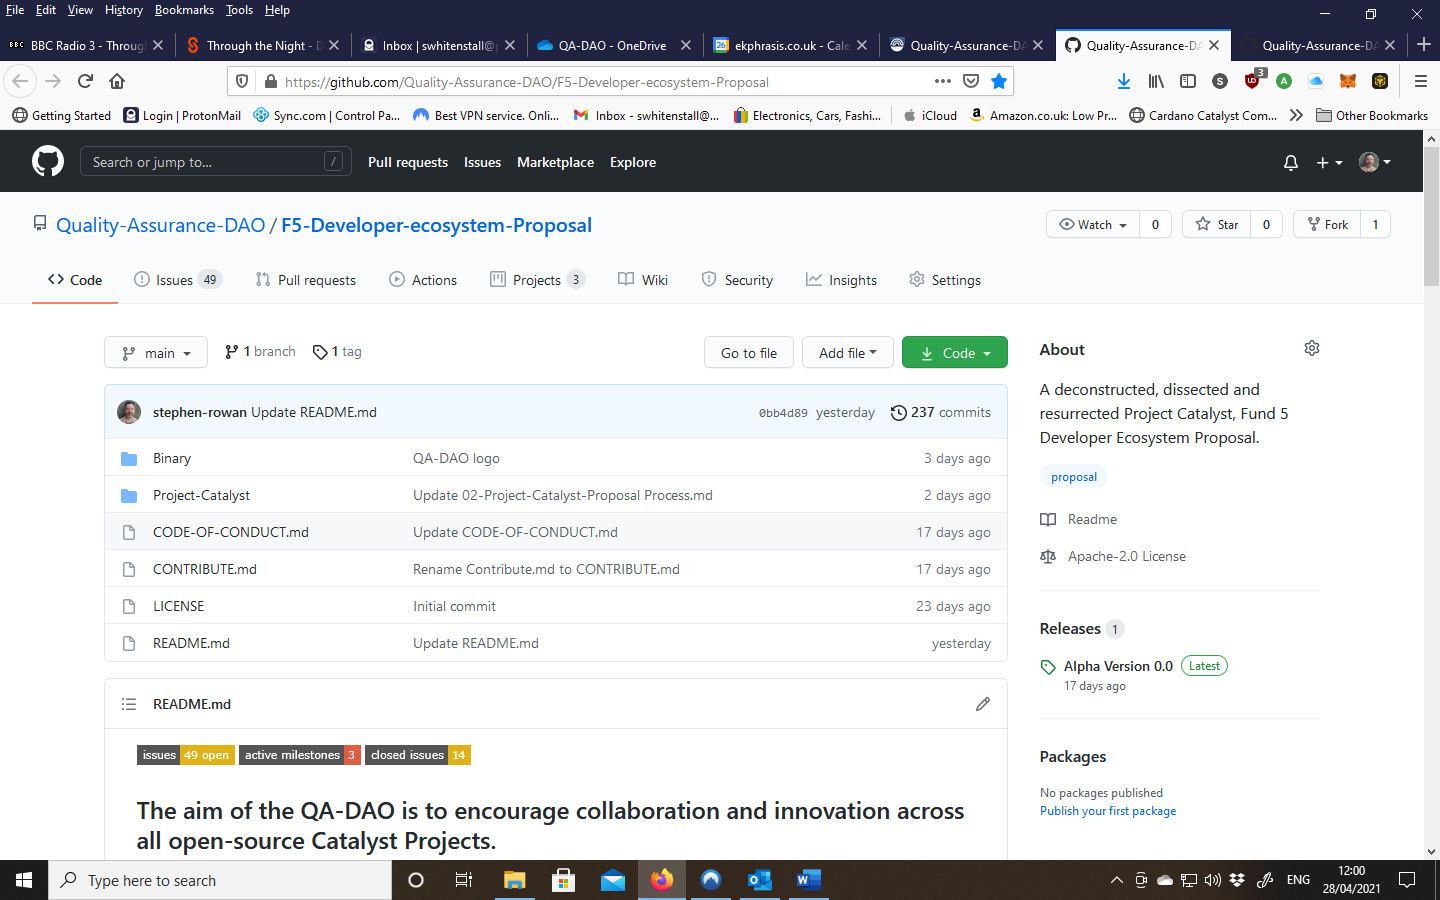 File Edit View History Bookmarks Tools Help
BBC BBC Radio 3 - Throug
Through the Night - D
Inbox | swhitenstall@p
QA-DAO - OneDrive
26 ekphrasis.co.uk - Cale
Quality-Assurance-DA
Quality-Assurance-DA
Quality-Assurance-DA
https://github.com/Quality-Assurance-DAO/F5-Developer-ecosystem-Proposal
S 3 A
Getting Started
Login | ProtonMail
Sync.com | Control Pa...
Best VPN service. Onli...
Inbox - swhitenstall@...
Electronics, Cars, Fashi...
iCloud
Amazon.co.uk: Low Pr...
Cardano Catalyst Com...
Other Bookmarks
Search or jump to... /
Pull requests Issues Marketplace Explore
Quality-Assurance-DAO / F5-Developer-ecosystem-Proposal
Watch 0 Star 0 Fork 1
Code Issues 49 Pull requests Actions Projects 3 Wiki Security Insights Settings
main 1 branch 1 tag Go to file Add file Code
stephen-rowan Update README.md 0bb4d89 yesterday 237 commits
Binary QA-DAO logo 3 days ago
Project-Catalyst Update 02-Project-Catalyst-Proposal Process.md 2 days ago
CODE-OF-CONDUCT.md Update CODE-OF-CONDUCT.md 17 days ago
CONTRIBUTE.md Rename Contribute.md to CONTRIBUTE.md 17 days ago
LICENSE Initial commit 23 days ago
README.md Update README.md yesterday
README.md
issues 49 open active milestones 3 closed issues 14
The aim of the QA-DAO is to encourage collaboration and innovation across
all open-source Catalyst Projects.
About
A deconstructed, dissected and
resurrected Project Catalyst, Fund 5
Developer Ecosystem Proposal.
proposal
Readme
Apache-2.0 License
Releases 1
Alpha Version 0.0 Latest
17 days ago
Packages
No packages published
Publish your first package
Type here to search
ENG
12:00
28/04/2021